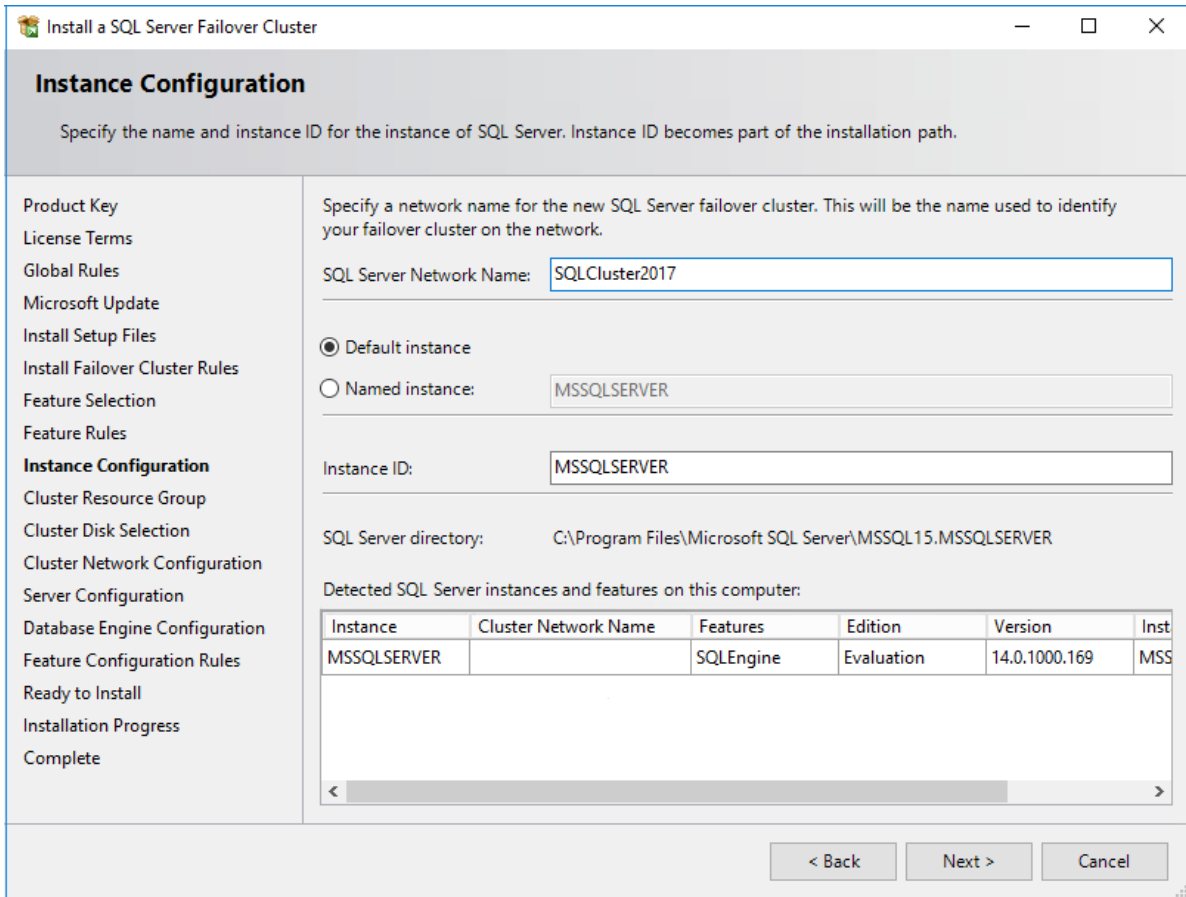 Install a SQL Server Failover Cluster
Instance Configuration
Specify the name and instance ID for the instance of SQL Server. Instance ID becomes part of the installation path.
Product Key
License Terms
Global Rules
Microsoft Update
Install Setup Files
Install Failover Cluster Rules
Feature Selection
Feature Rules
Instance Configuration
Cluster Resource Group
Cluster Disk Selection
Cluster Network Configuration
Server Configuration
Database Engine Configuration
Feature Configuration Rules
Ready to Install
Installation Progress
Complete
Specify a network name for the new SQL Server failover cluster. This will be the name used to identify
your failover cluster on the network.
SQL Server Network Name: SQLCluster2017
Default instance
Named instance: MSSQLSERVER
Instance ID: MSSQLSERVER
SQL Server directory: C:\Program Files\Microsoft SQL Server\MSSQL15.MSSQLSERVER
Detected SQL Server instances and features on this computer:
Instance Cluster Network Name Features Edition Version Inst
MSSQLSERVER SQLEngine Evaluation 14.0.1000.169 MSS
< Back Next > Cancel